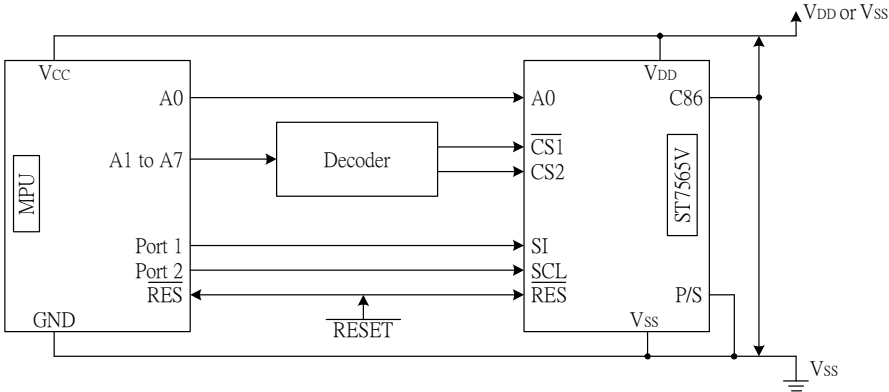 VDD or VSS
VCC
VDD
A0
A0
C86
CS1
A1 to A7
Decoder
CS2
MPU
ST7565V
Port 1
SI
Port 2
SCL
RES
RES
P/S
GND
RESET
VSS
VSS